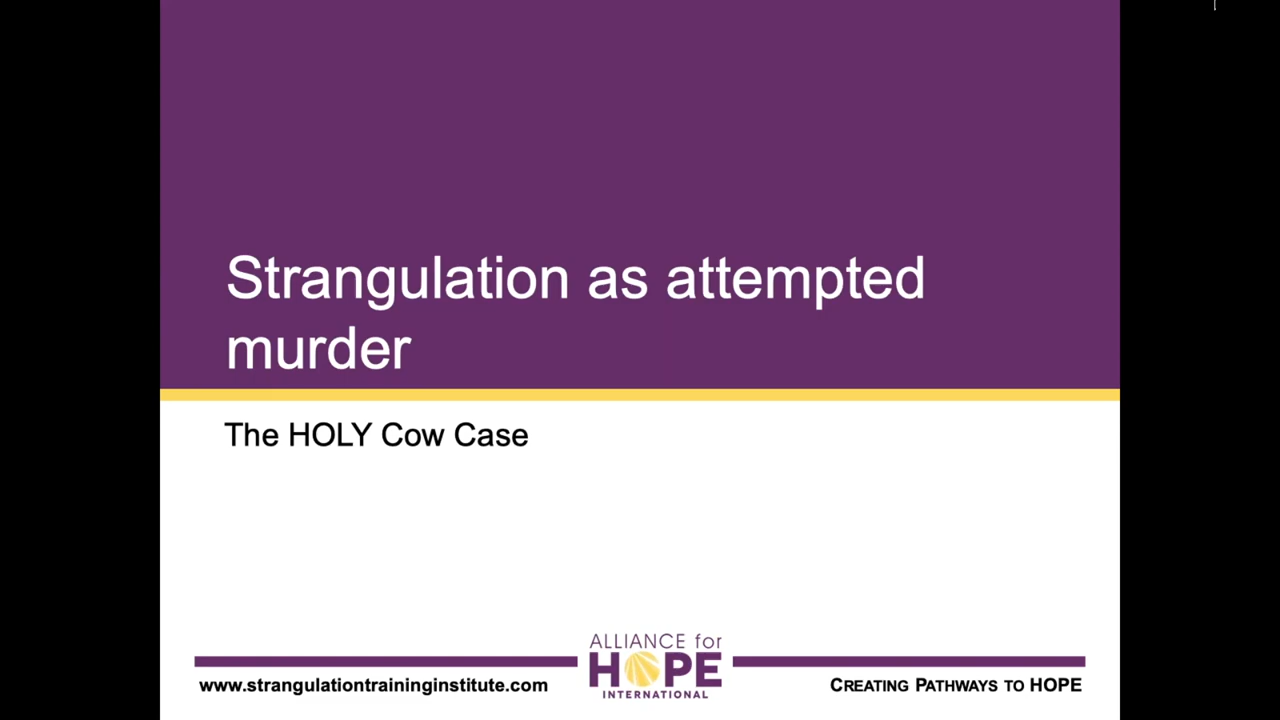 Strangulation as attempted
murder
The HOLY Cow Case
ALLIANCE for
HOPE
INTERNATIONAL
www.strangulationtraininginstitute.com
CREATING PATHWAYS TO HOPE